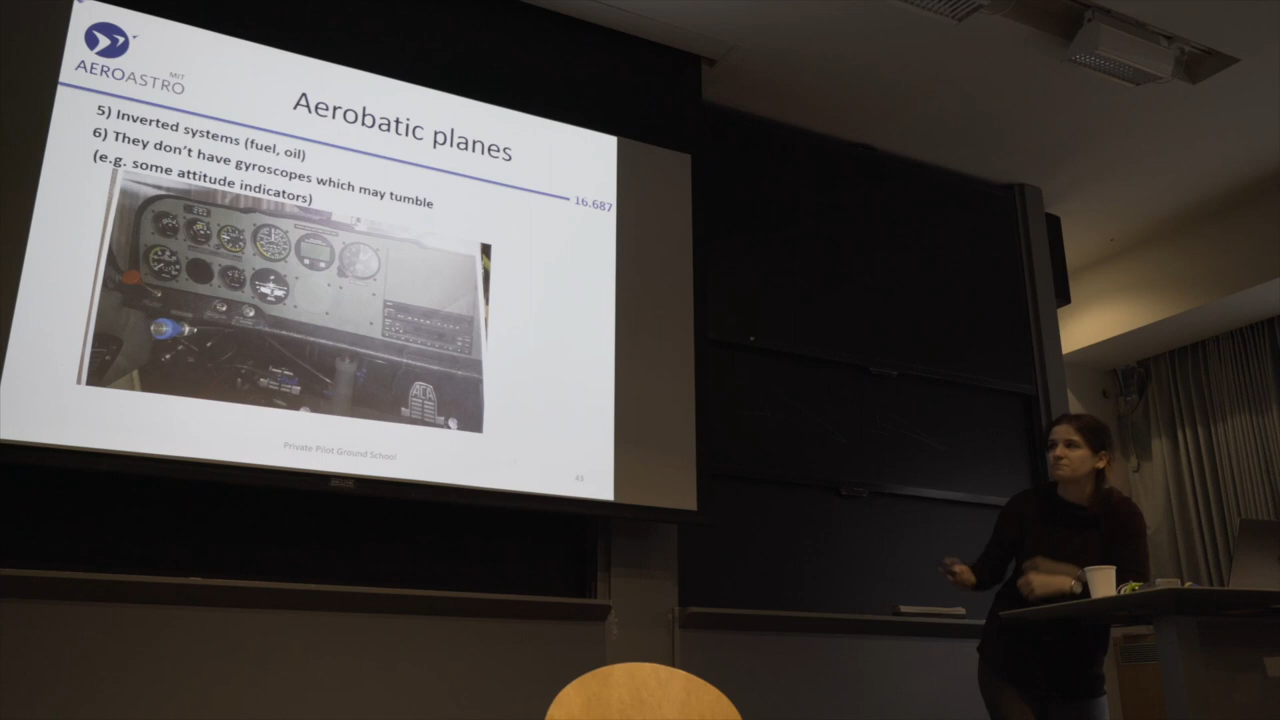 MIT
AEROASTRO
Aerobatic planes
16.687
5) Inverted systems (fuel, oil)
6) They don't have gyroscopes which may tumble
(e.g. some attitude indicators)
ACA
Private Pilot Ground School
43